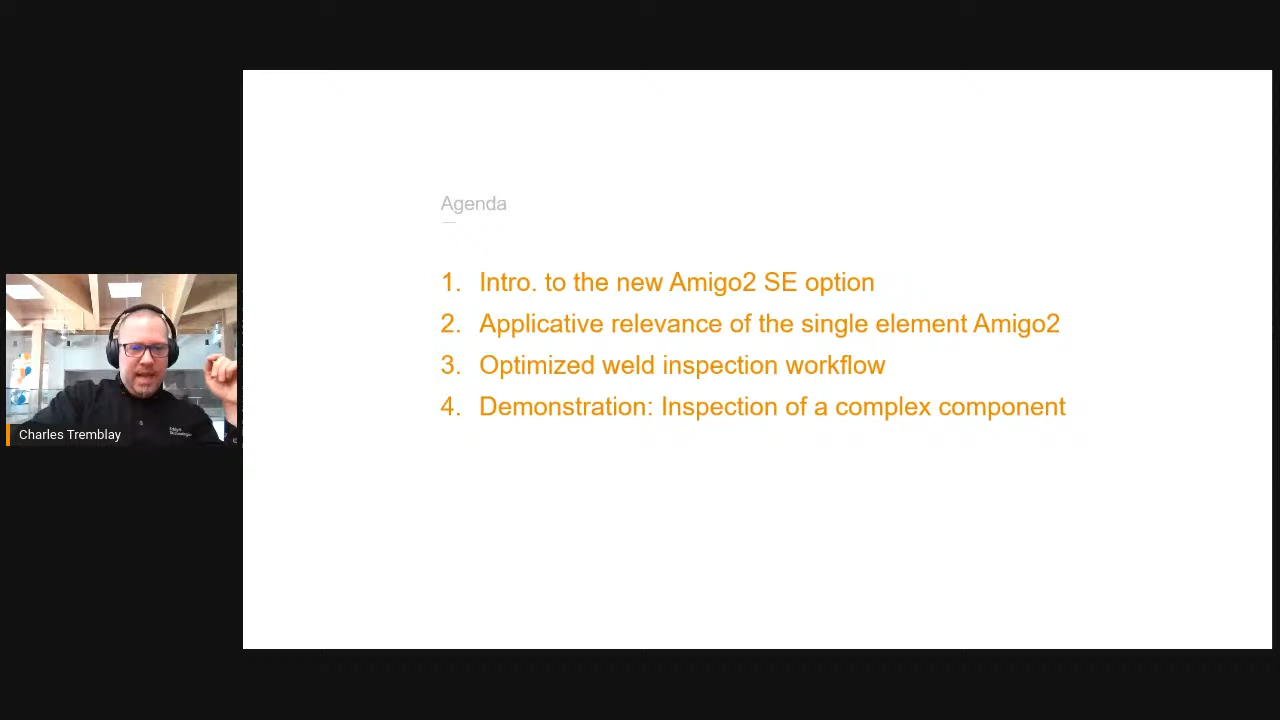 Agenda
1. Intro. to the new Amigo2 SE option
2. Applicative relevance of the single element Amigo2
3. Optimized weld inspection workflow
4. Demonstration: Inspection of a complex component
Charles Tremblay